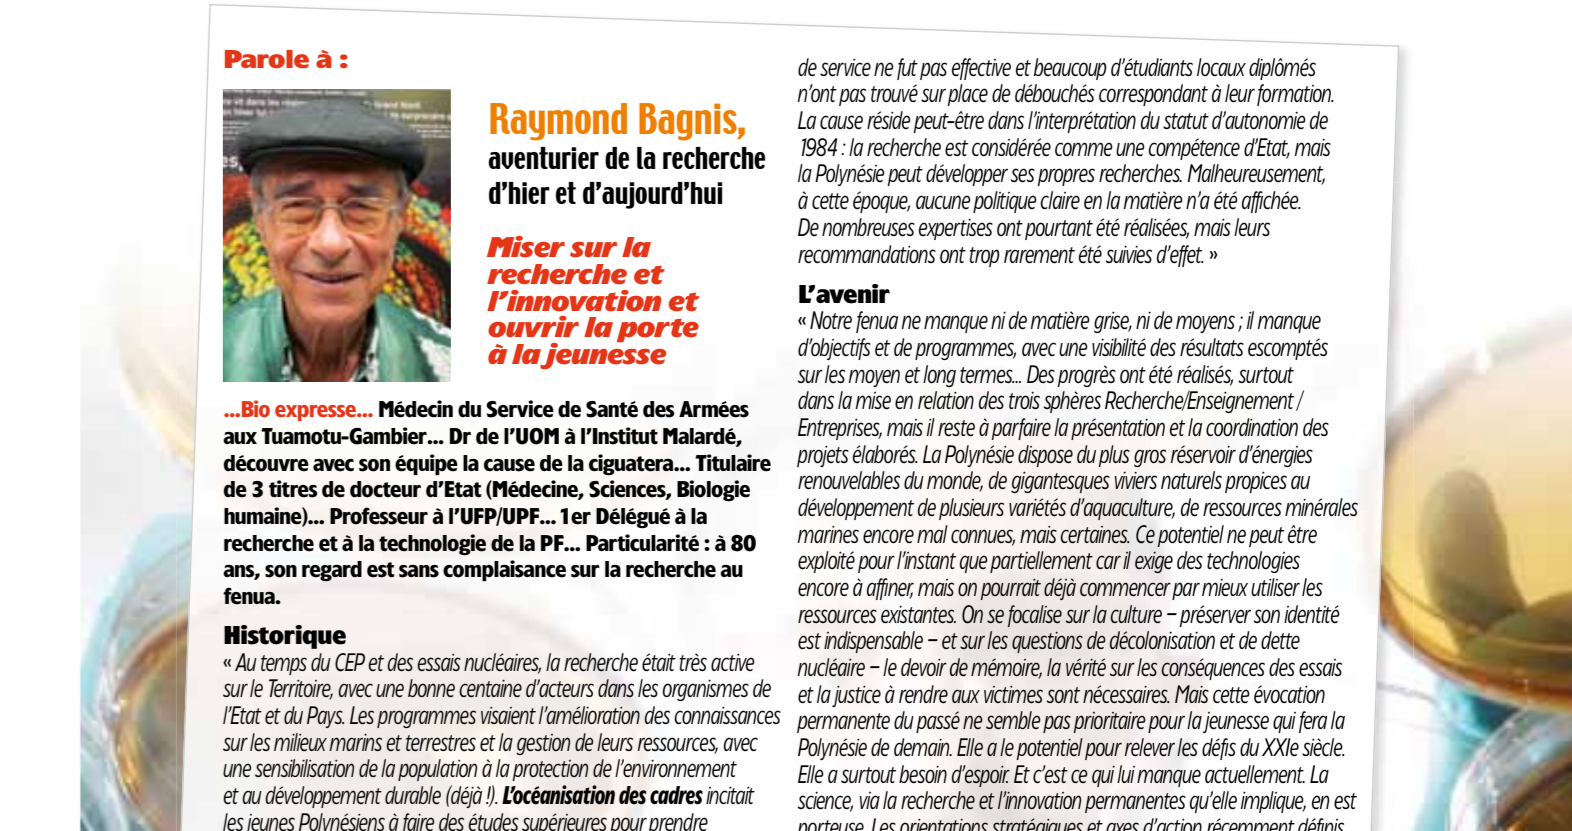 Parole à :
Raymond Bagnis,
aventurier de la recherche
d'hier et d'aujourd'hui
Miser sur la
recherche et
l'innovation et
ouvrir la porte
à la jeunesse
...Bio expresse... Médecin du Service de Santé des Armées
aux Tuamotu-Gambier... Dr de l'UOM à l'Institut Malardé,
découvre avec son équipe la cause de la ciguatera... Titulaire
de 3 titres de docteur d'Etat (Médecine, Sciences, Biologie
humaine)... Professeur à l'UFP/UPF... 1er Délégué à la
recherche et à la technologie de la PF... Particularité : à 80
ans, son regard est sans complaisance sur la recherche au
fenua.
Historique
« Au temps du CEP et des essais nucléaires, la recherche était très active
sur le Territoire, avec une bonne centaine d'acteurs dans les organismes de
l'Etat et du Pays. Les programmes visaient l'amélioration des connaissances
sur les milieux marins et terrestres et la gestion de leurs ressources, avec
une sensibilisation de la population à la protection de l'environnement
et au développement durable (déjà !). L'océanisation des cadres incitait
les jeunes Polynésiens à faire des études supérieures pour prendre
de service ne fut pas effective et beaucoup d'étudiants locaux diplômés
n'ont pas trouvé sur place de débouchés correspondant à leur formation.
La cause réside peut-être dans l'interprétation du statut d'autonomie de
1984 : la recherche est considérée comme une compétence d'Etat, mais
la Polynésie peut développer ses propres recherches. Malheureusement,
à cette époque, aucune politique claire en la matière n'a été affichée.
De nombreuses expertises ont pourtant été réalisées, mais leurs
recommandations ont trop rarement été suivies d'effet. »
L'avenir
« Notre fenua ne manque ni de matière grise, ni de moyens ; il manque
d'objectifs et de programmes, avec une visibilité des résultats escomptés
sur les moyen et long termes... Des progrès ont été réalisés, surtout
dans la mise en relation des trois sphères Recherche/Enseignement /
Entreprises, mais il reste à parfaire la présentation et la coordination des
projets élaborés. La Polynésie dispose du plus gros réservoir d'énergies
renouvelables du monde, de gigantesques viviers naturels propices au
développement de plusieurs variétés d'aquaculture, de ressources minérales
marines encore mal connues, mais certaines. Ce potentiel ne peut être
exploité pour l'instant que partiellement car il exige des technologies
encore à affiner, mais on pourrait déjà commencer par mieux utiliser les
ressources existantes. On se focalise sur la culture – préserver son identité
est indispensable – et sur les questions de décolonisation et de dette
nucléaire – le devoir de mémoire, la vérité sur les conséquences des essais
et la justice à rendre aux victimes sont nécessaires. Mais cette évocation
permanente du passé ne semble pas prioritaire pour la jeunesse qui fera la
Polynésie de demain. Elle a le potentiel pour relever les défis du XXIe siècle.
Elle a surtout besoin d'espoir. Et c'est ce qui lui manque actuellement. La
science, via la recherche et l'innovation permanentes qu'elle implique, en est
porteuse. Les orientations stratégiques et axes d'action récemment définis